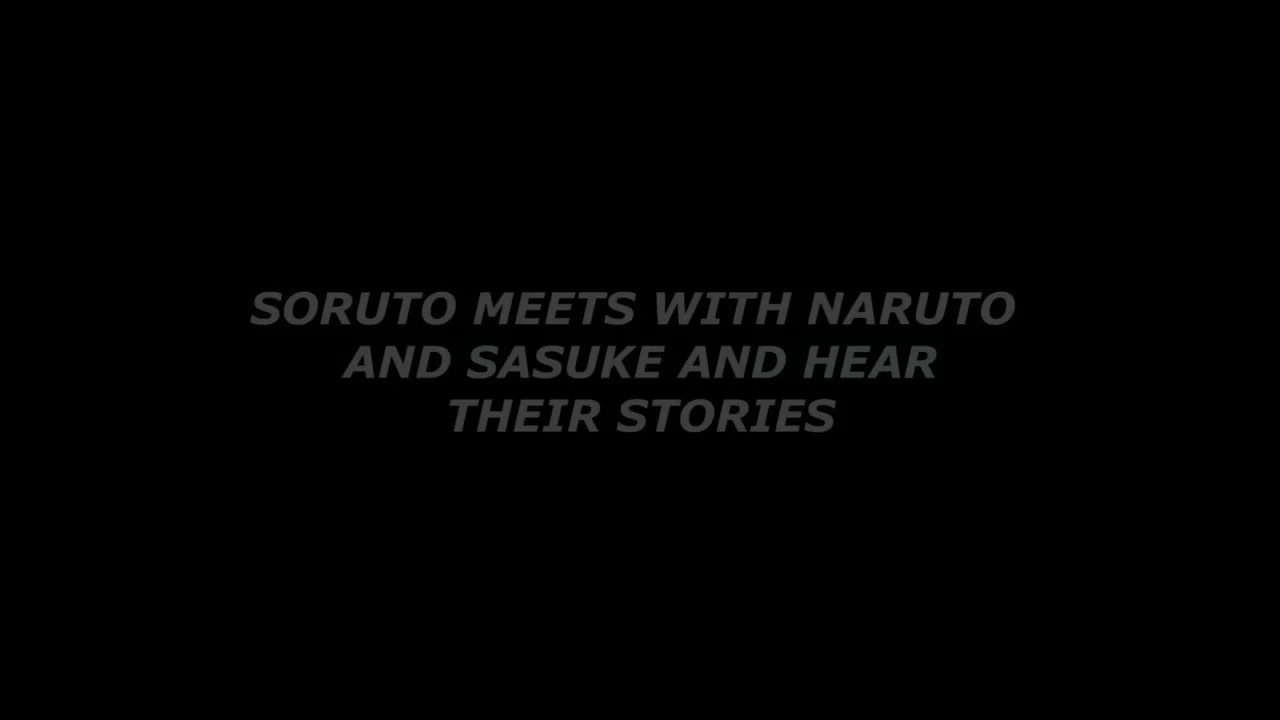 SORUTO MEETS WITH NARUTO
AND SASUKE AND HEAR
THEIR STORIES